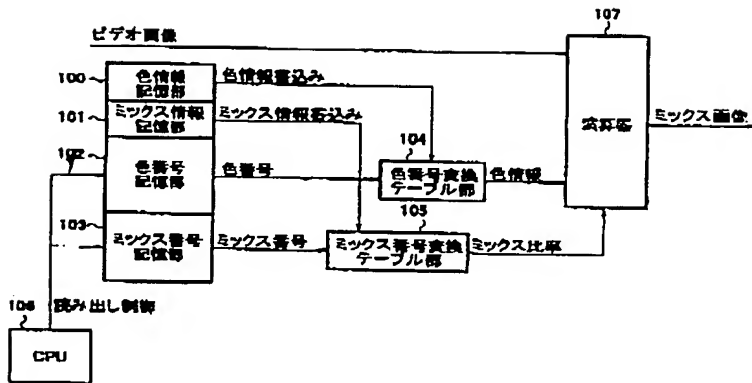 107
ビデオ画像
100
色情報
記憶部
色情報書込み
101
ミックス情報
記憶部
ミックス情報書込み
102
色番号
記憶部
色番号
104
色番号変換
テーブル部
色情報
演算器
ミックス画像
103
ミックス番号
記憶部
ミックス番号
105
ミックス番号変換
テーブル部
ミックス比率
106
読み出し制御
CPU